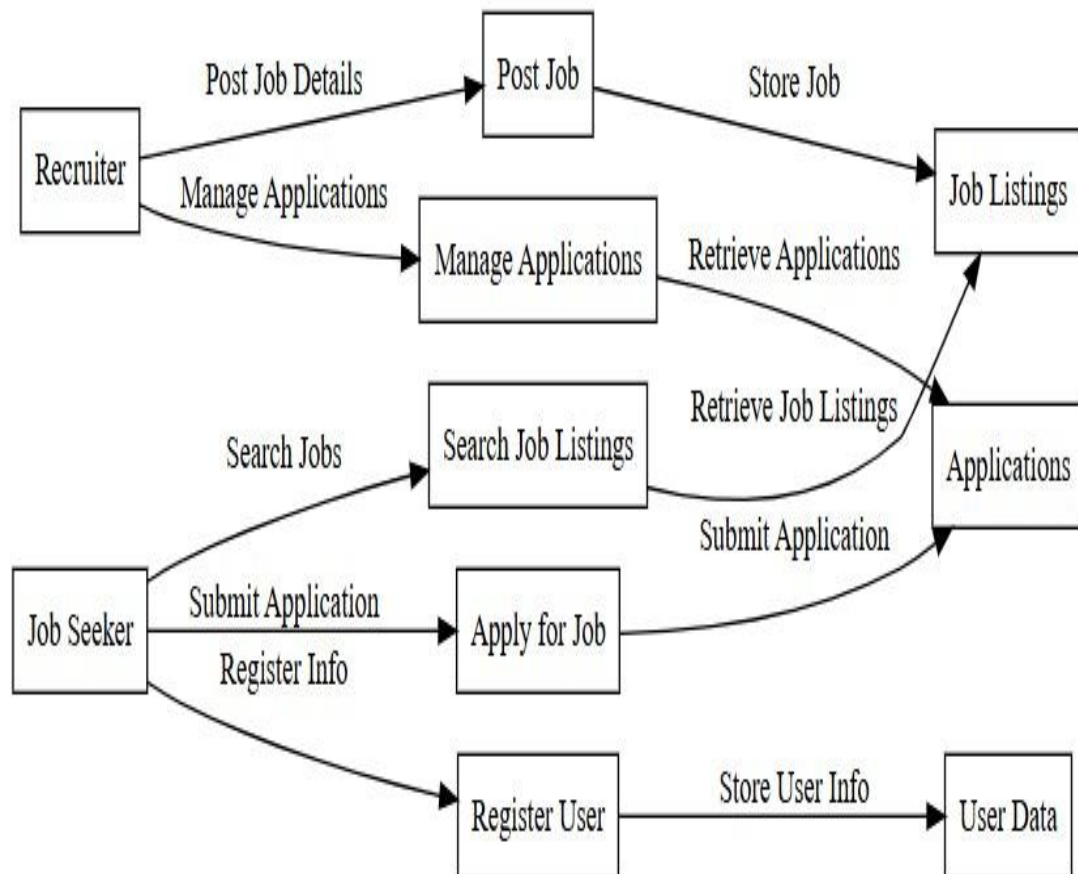 Post Job Details
Post Job
Store Job
Recruiter
Job Listings
Manage Applications
Manage Applications
Retrieve Applications
Search Jobs
Search Job Listings
Retrieve Job Listings
Applications
Submit Application
Job Seeker
Submit Application
Apply for Job
Register Info
Register User
Store User Info
User Data